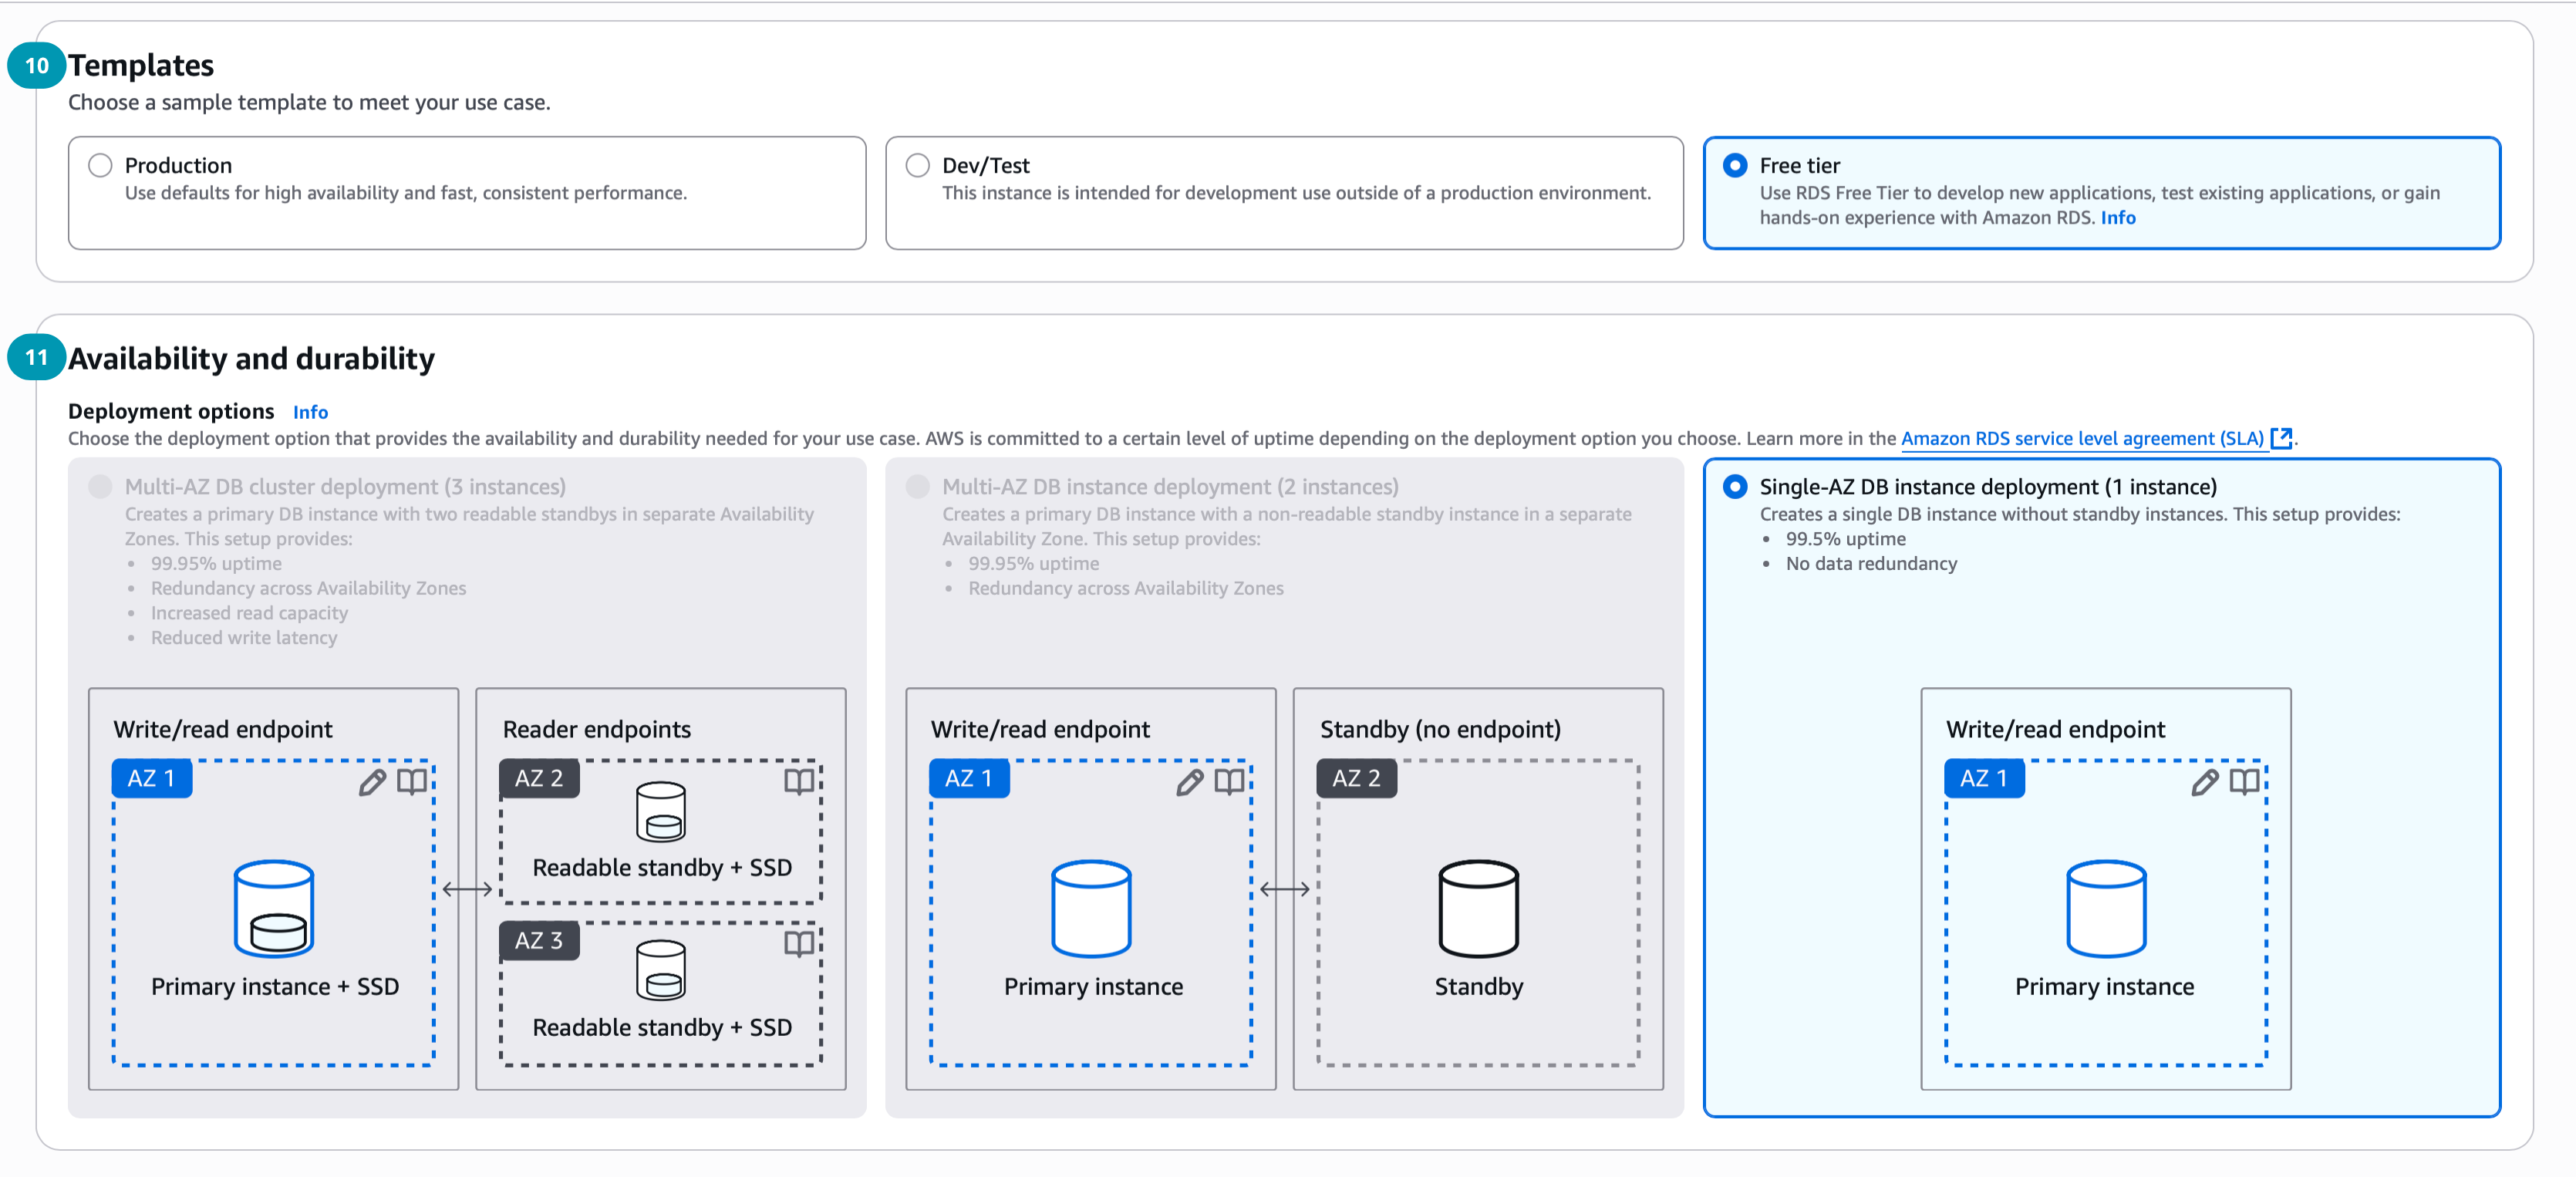 10
Templates
Choose a sample template to meet your use case.
Production
Use defaults for high availability and fast, consistent performance.
Dev/Test
This instance is intended for development use outside of a production environment.
Free tier
Use RDS Free Tier to develop new applications, test existing applications, or gain
hands-on experience with Amazon RDS. Info
11
Availability and durability
Deployment options Info
Choose the deployment option that provides the availability and durability needed for your use case. AWS is committed to a certain level of uptime depending on the deployment option you choose. Learn more in the Amazon RDS service level agreement (SLA).
Multi-AZ DB cluster deployment (3 instances)
Creates a primary DB instance with two readable standbys in separate Availability
Zones. This setup provides:
• 99.95% uptime
• Redundancy across Availability Zones
• Increased read capacity
• Reduced write latency
Write/read endpoint
AZ 1
Primary instance + SSD
Reader endpoints
AZ 2
Readable standby + SSD
AZ 3
Readable standby + SSD
Multi-AZ DB instance deployment (2 instances)
Creates a primary DB instance with a non-readable standby instance in a separate
Availability Zone. This setup provides:
• 99.95% uptime
• Redundancy across Availability Zones
Write/read endpoint
AZ 1
Primary instance
Standby (no endpoint)
AZ 2
Standby
Single-AZ DB instance deployment (1 instance)
Creates a single DB instance without standby instances. This setup provides:
• 99.5% uptime
• No data redundancy
Write/read endpoint
AZ 1
Primary instance